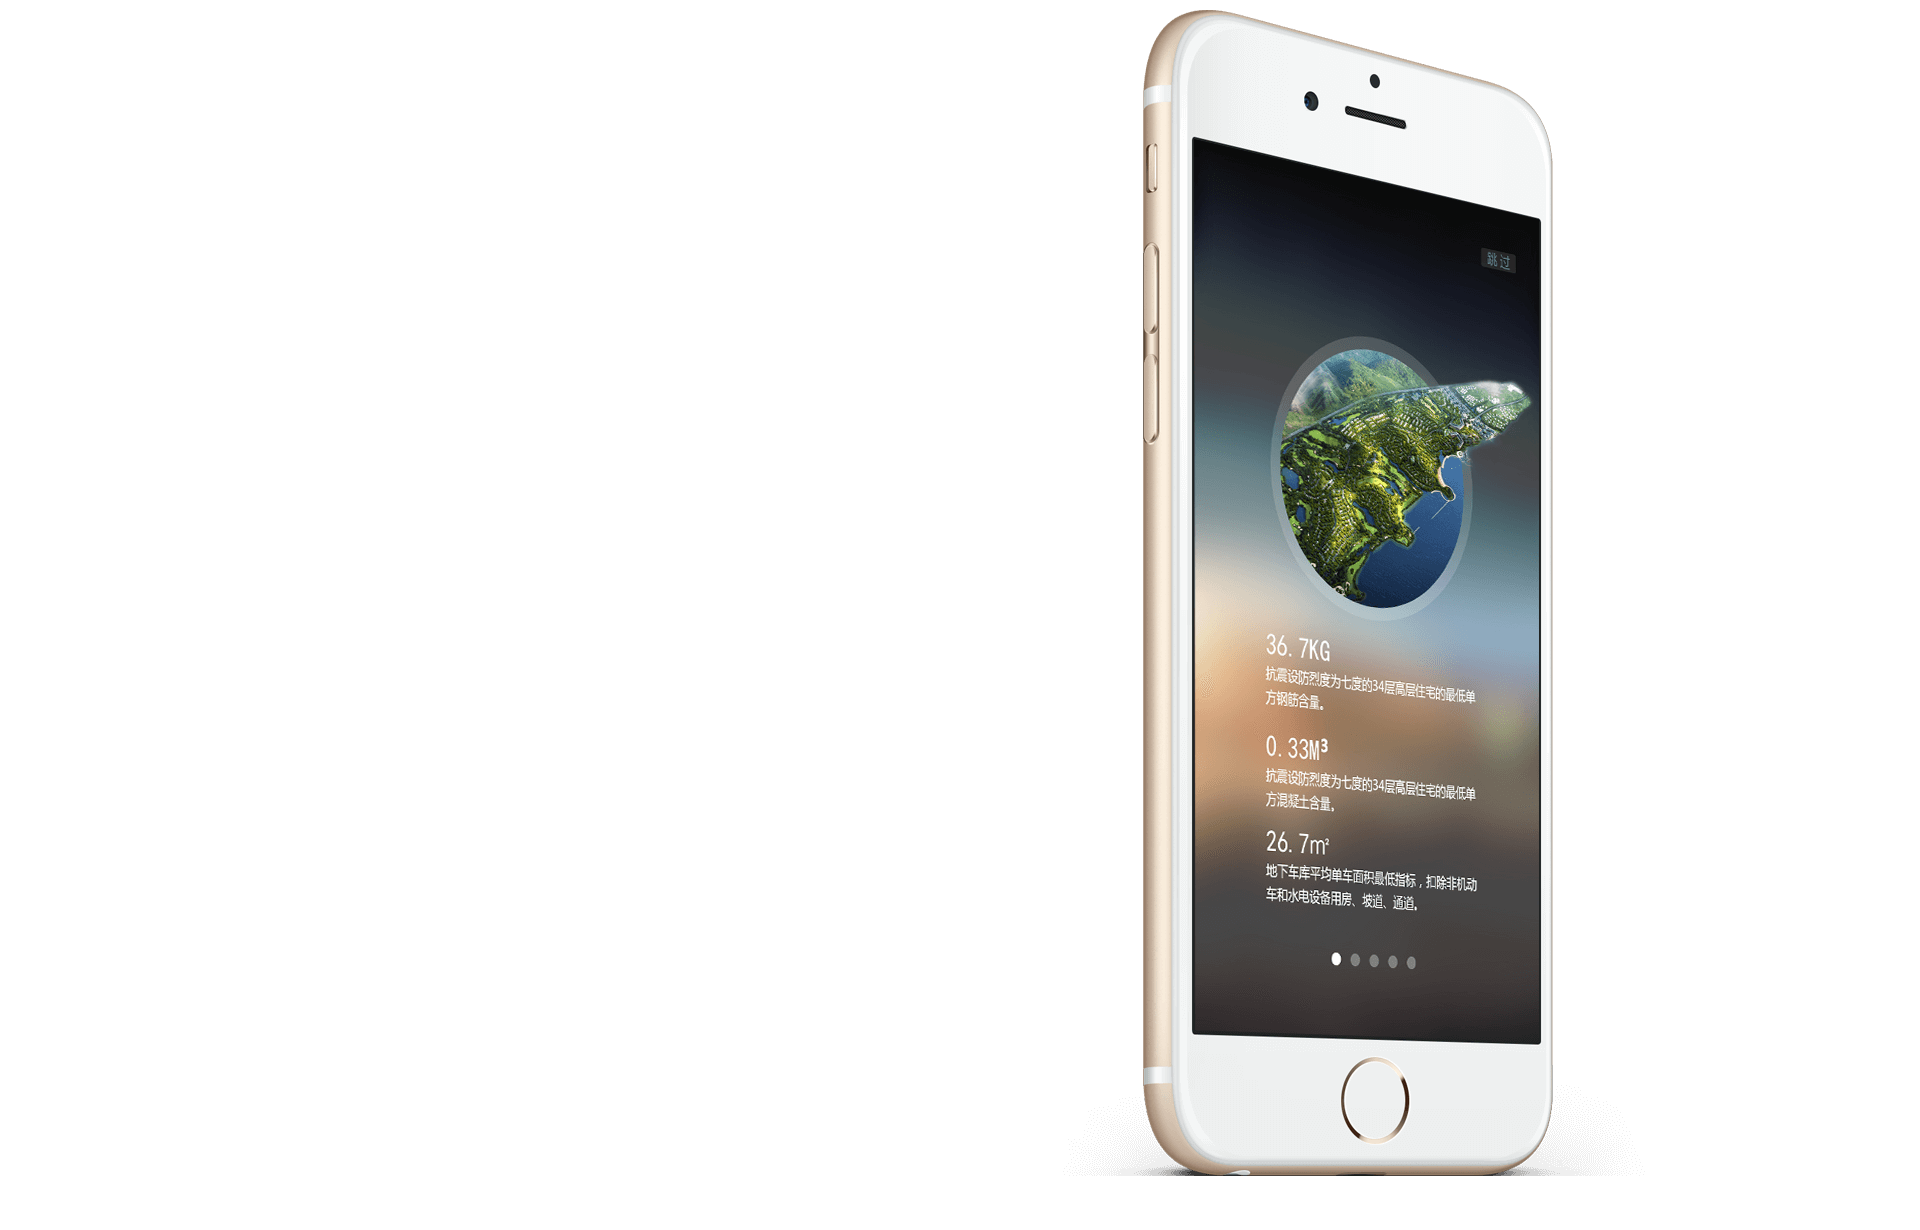 跳过
36.7KG
抗震设防烈度为七度的34层高层住宅的最低单
方钢筋含量。
0.33M³
抗震设防烈度为七度的34层高层住宅的最低单
方混凝土含量。
26.7m²
地下车库平均单车面积最低指标，扣除非机动
车和水电设备用房、坡道、通道。